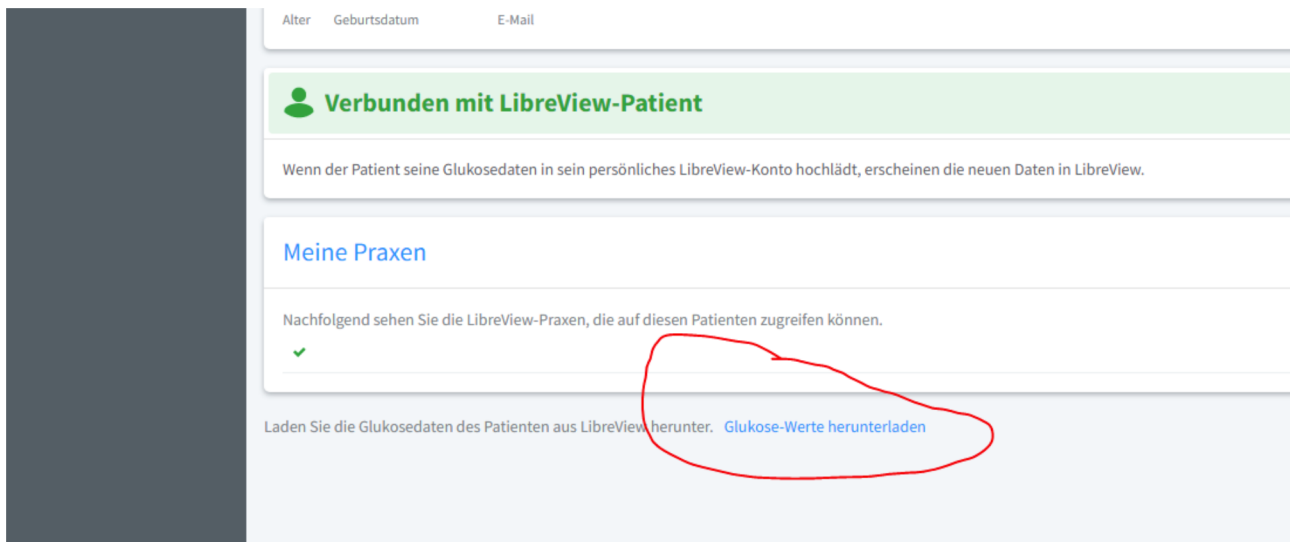 Alter Geburtsdatum E-Mail
Verbunden mit LibreView-Patient
Wenn der Patient seine Glukosedaten in sein persönliches LibreView-Konto hochlädt, erscheinen die neuen Daten in LibreView.
Meine Praxen
Nachfolgend sehen Sie die LibreView-Praxen, die auf diesen Patienten zugreifen können.
Laden Sie die Glukosedaten des Patienten aus LibreView herunter. Glukose-Werte herunterladen